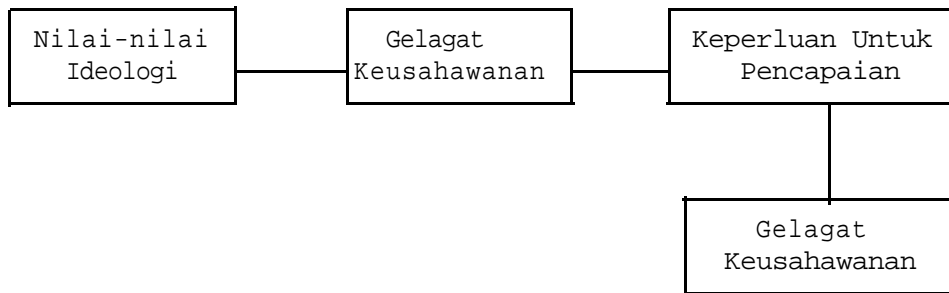 Nilai-nilai
Ideologi
Gelagat
Keusahawanan
Keperluan Untuk
Pencapaian
Gelagat
Keusahawanan